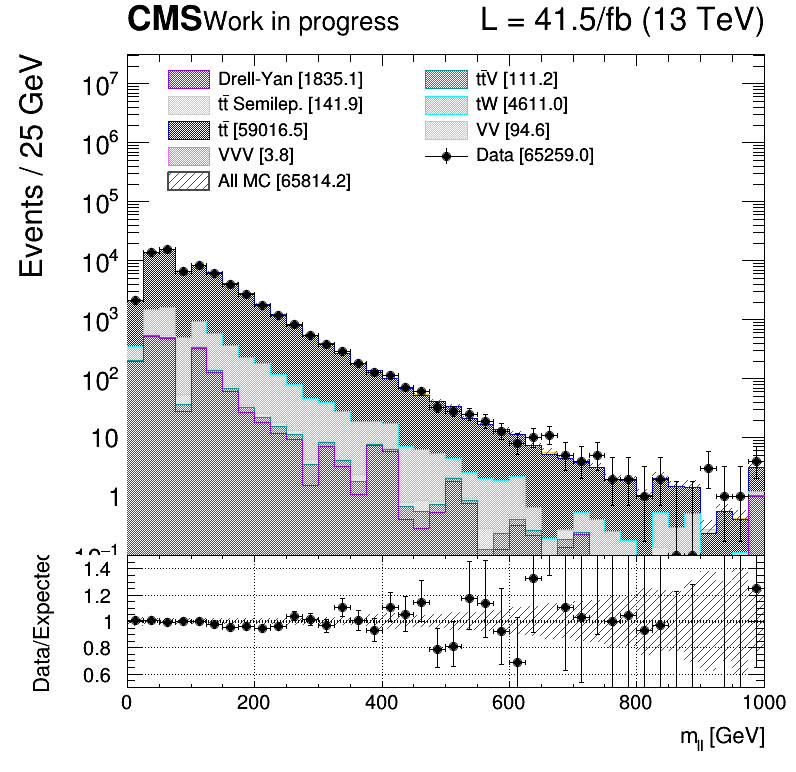 CMS Work in progress L = 41.5/fb (13 TeV)
Events / 25 GeV
10⁷
10⁶
10⁵
10⁴
10³
10²
10
1
10⁻¹
Drell-Yan [1835.1]
tt̄ Semilep. [141.9]
tt̄ [59016.5]
VVV [3.8]
All MC [65814.2]
tt̄V [111.2]
tW [4611.0]
VV [94.6]
Data [65259.0]
Data/Expected
1.4
1.2
1
0.8
0.6
0 200 400 600 800 1000
m_ll [GeV]